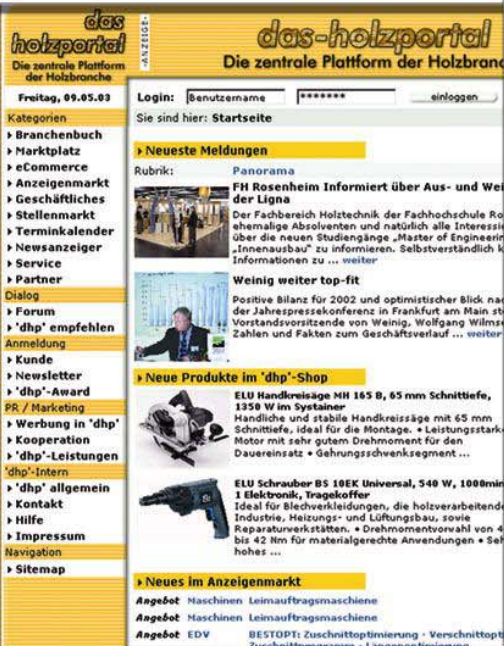 das
holzportal
Die zentrale Plattform
der Holzbranche
-ANZEIGE-
das-holzportal
Die zentrale Plattform der Holzbranc
Freitag, 09.05.03
Login: Benutzername ******* einloggen
Sie sind hier: Startseite
Kategorien
Branchenbuch
Marktplatz
eCommerce
Anzeigenmarkt
Geschäftliches
Stellenmarkt
Terminkalender
Newsanzeiger
Service
Partner
Dialog
Forum
'dhp' empfehlen
Anmeldung
Kunde
Newsletter
'dhp'-Award
PR / Marketing
Werbung in 'dhp'
Kooperation
'dhp'-Leistungen
'dhp'-Intern
'dhp' allgemein
Kontakt
Hilfe
Impressum
Navigation
Sitemap
Neueste Meldungen
Rubrik: Panorama
FH Rosenheim Informiert über Aus- und Wei
der Ligna
Der Fachbereich Holztechnik der Fachhochschule Ro
ehemalige Absolventen und natürlich alle Interessi
über die neuen Studiengänge „Master of Engineerin
„Innenausbau" zu informieren. Selbstverständlich k
Informationen zu ... weiter
Weinig weiter top-fit
Positive Bilanz für 2002 und optimistischer Blick nac
der Jahrespressekonferenz in Frankfurt am Main ste
Vorstandsvorsitzende von Weinig, Wolfgang Wilmse
Zahlen und Fakten zum Geschäftsverlauf ... weiter
Neue Produkte im 'dhp'-Shop
ELU Handkreisäge MH 165 B, 65 mm Schnittiefe,
1350 W im Systainer
Handliche und stabile Handkreissäge mit 65 mm
Schnittiefe, ideal für die Montage. • Leistungsstarke
Motor mit sehr gutem Drehmoment für den
Dauereinsatz • Gehrungsschwenksegment ...
ELU Schrauber BS 10EK Universal, 540 W, 1000min
1 Elektronik, Tragekoffer
Ideal für Blechverkleidungen, die holzverarbeitende
Industrie, Heizungs- und Lüftungsbau, sowie
Reparaturverkstätten. • Drehmomentvorwahl von 4
bis 42 Nm für materialgerechte Anwendungen • Seh
hohes ...
Neues im Anzeigenmarkt
Angebot Maschinen Leimauftragsmaschiene
Angebot Maschinen Leimauftragsmaschiene
Angebot EDV BESTOPT: Zuschnittoptimierung - Verschnittopti